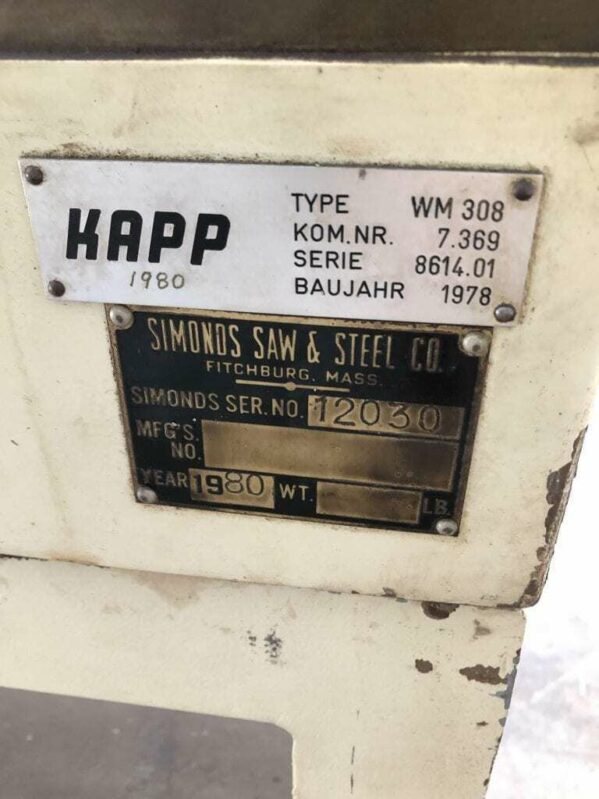 KAPP
1980
TYPE WM 308
KOM.NR. 7.369
SERIE 8614.01
BAUJAHR 1978
SIMONDS SAW & STEEL CO.
FITCHBURG, MASS.
SIMONDS SER. NO. 12030
MFG'S.
NO.
YEAR 1980 WT. LB.